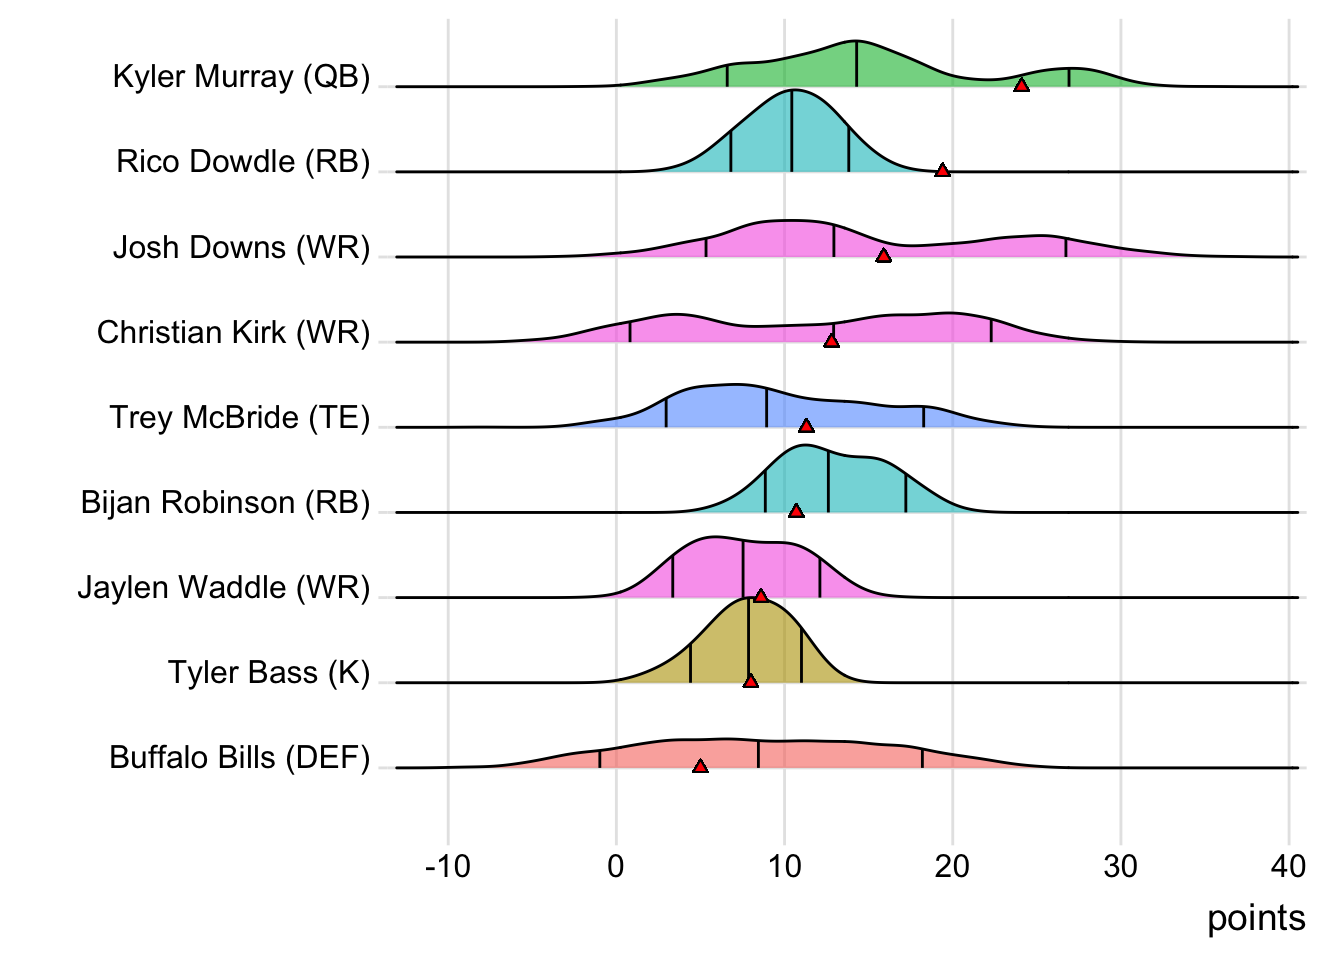 Kyler Murray (QB)
Rico Dowdle (RB)
Josh Downs (WR)
Christian Kirk (WR)
Trey McBride (TE)
Bijan Robinson (RB)
Jaylen Waddle (WR)
Tyler Bass (K)
Buffalo Bills (DEF)
-10 0 10 20 30 40
points